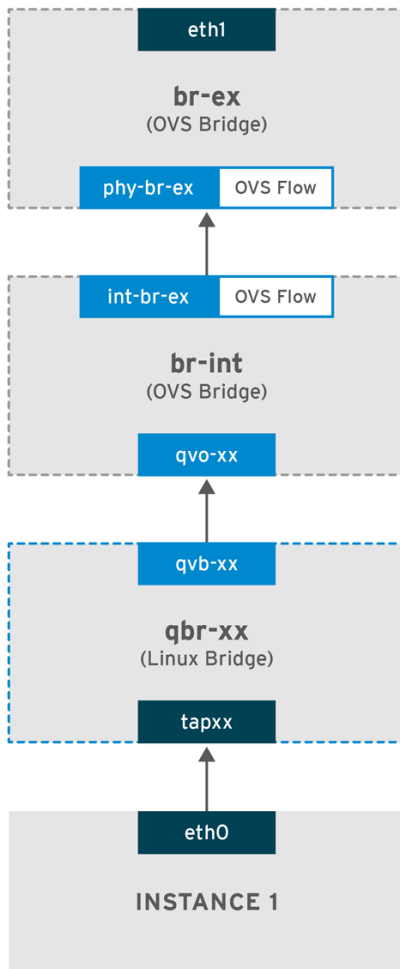 eth1
br-ex
(OVS Bridge)
phy-br-ex OVS Flow
int-br-ex OVS Flow
br-int
(OVS Bridge)
qvo-xx
qvb-xx
qbr-xx
(Linux Bridge)
tapxx
eth0
INSTANCE 1